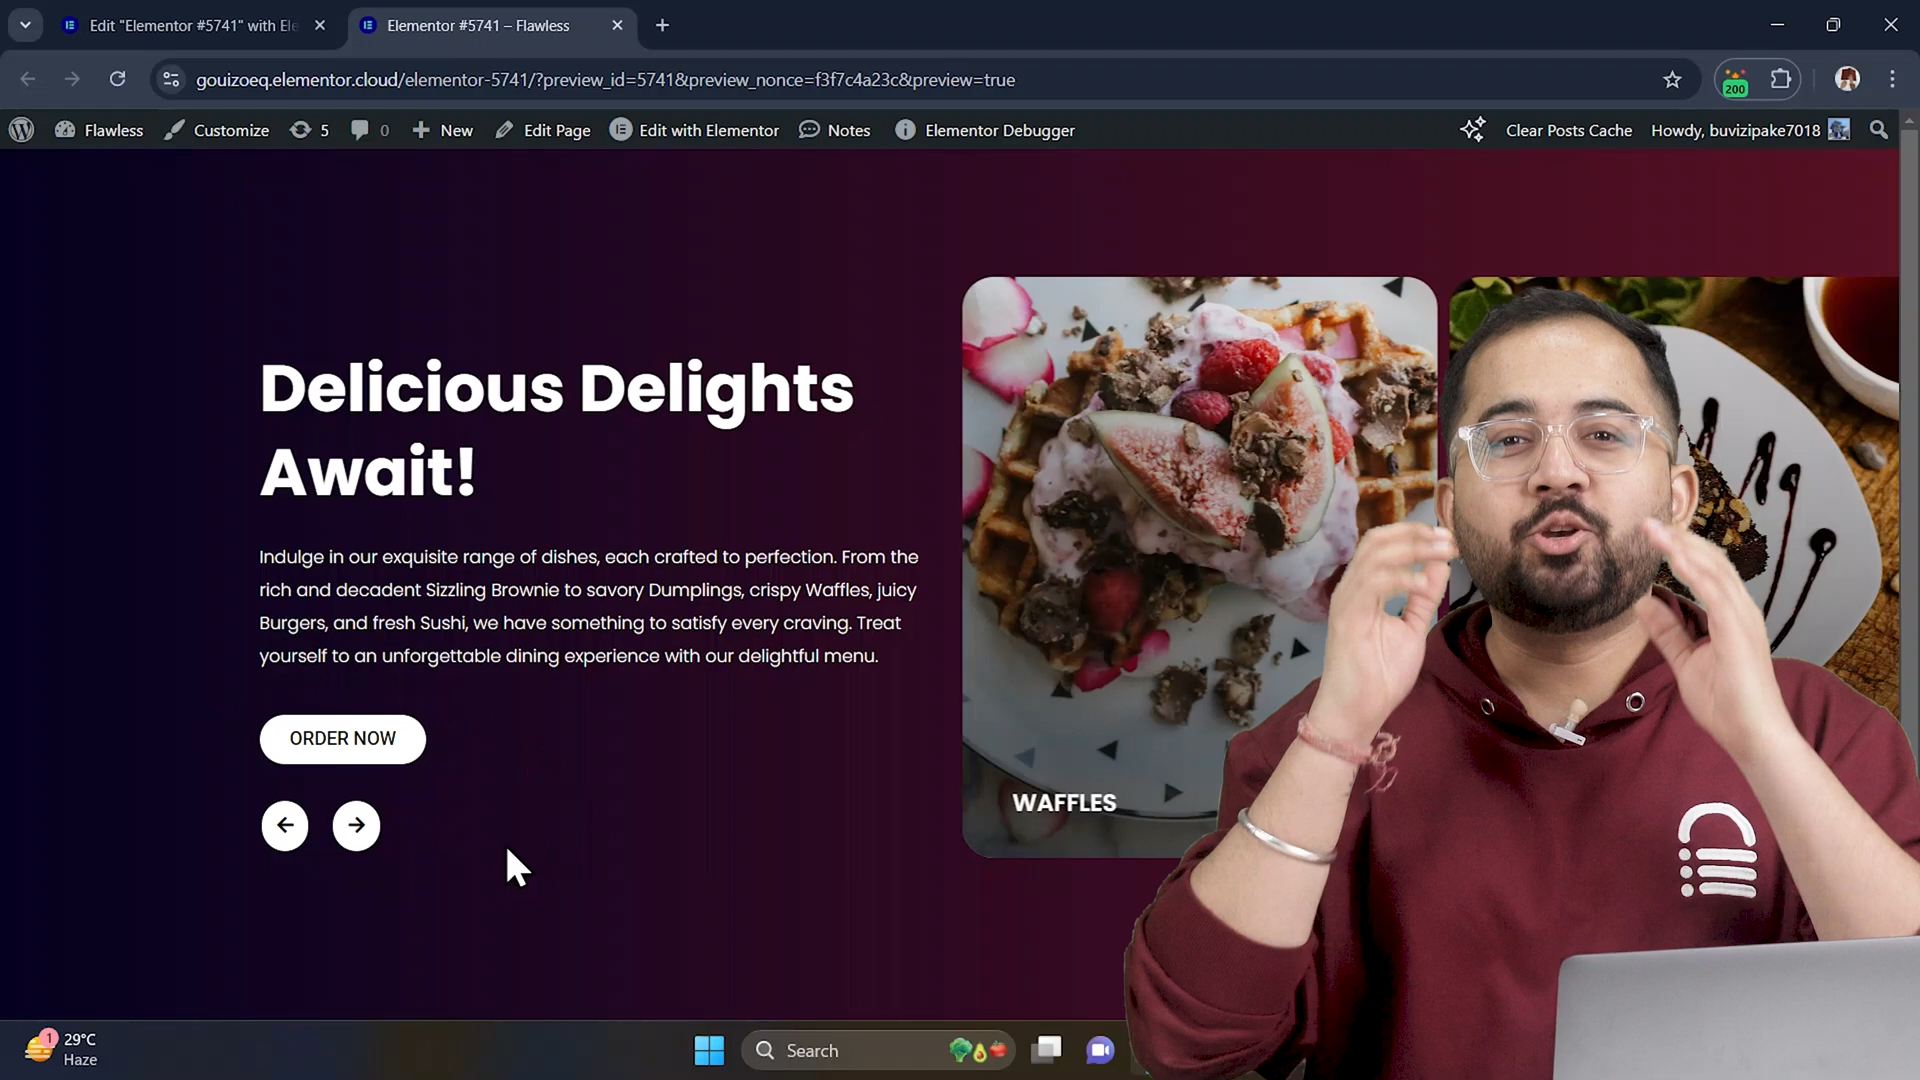 Edit "Elementor #5741" with Ele
Elementor #5741 – Flawless
gouizoeq.elementor.cloud/elementor-5741/?preview_id=5741&preview_nonce=f3f7c4a23c&preview=true
200
Flawless
Customize
5
0
New
Edit Page
Edit with Elementor
Notes
Elementor Debugger
Clear Posts Cache
Howdy, buvizipake7018
Delicious Delights
Await!
Indulge in our exquisite range of dishes, each crafted to perfection. From the
rich and decadent Sizzling Brownie to savory Dumplings, crispy Waffles, juicy
Burgers, and fresh Sushi, we have something to satisfy every craving. Treat
yourself to an unforgettable dining experience with our delightful menu.
ORDER NOW
WAFFLES
1
29°C
Haze
Search